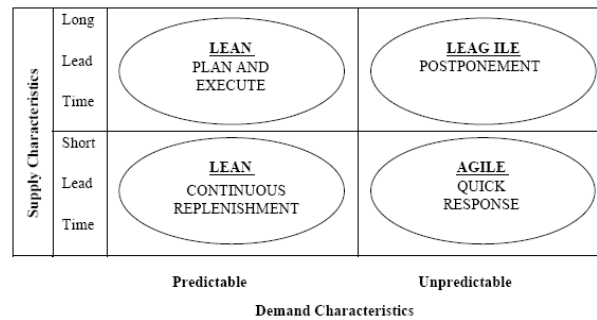 Supply Characteristics
Long
Lead
Time
LEAN
PLAN AND
EXECUTE
LEAG ILE
POSTPONEMENT
Short
Lead
Time
LEAN
CONTINUOUS
REPLENISHMENT
AGILE
QUICK
RESPONSE
Predictable
Unpredictable
Demand Characteristics